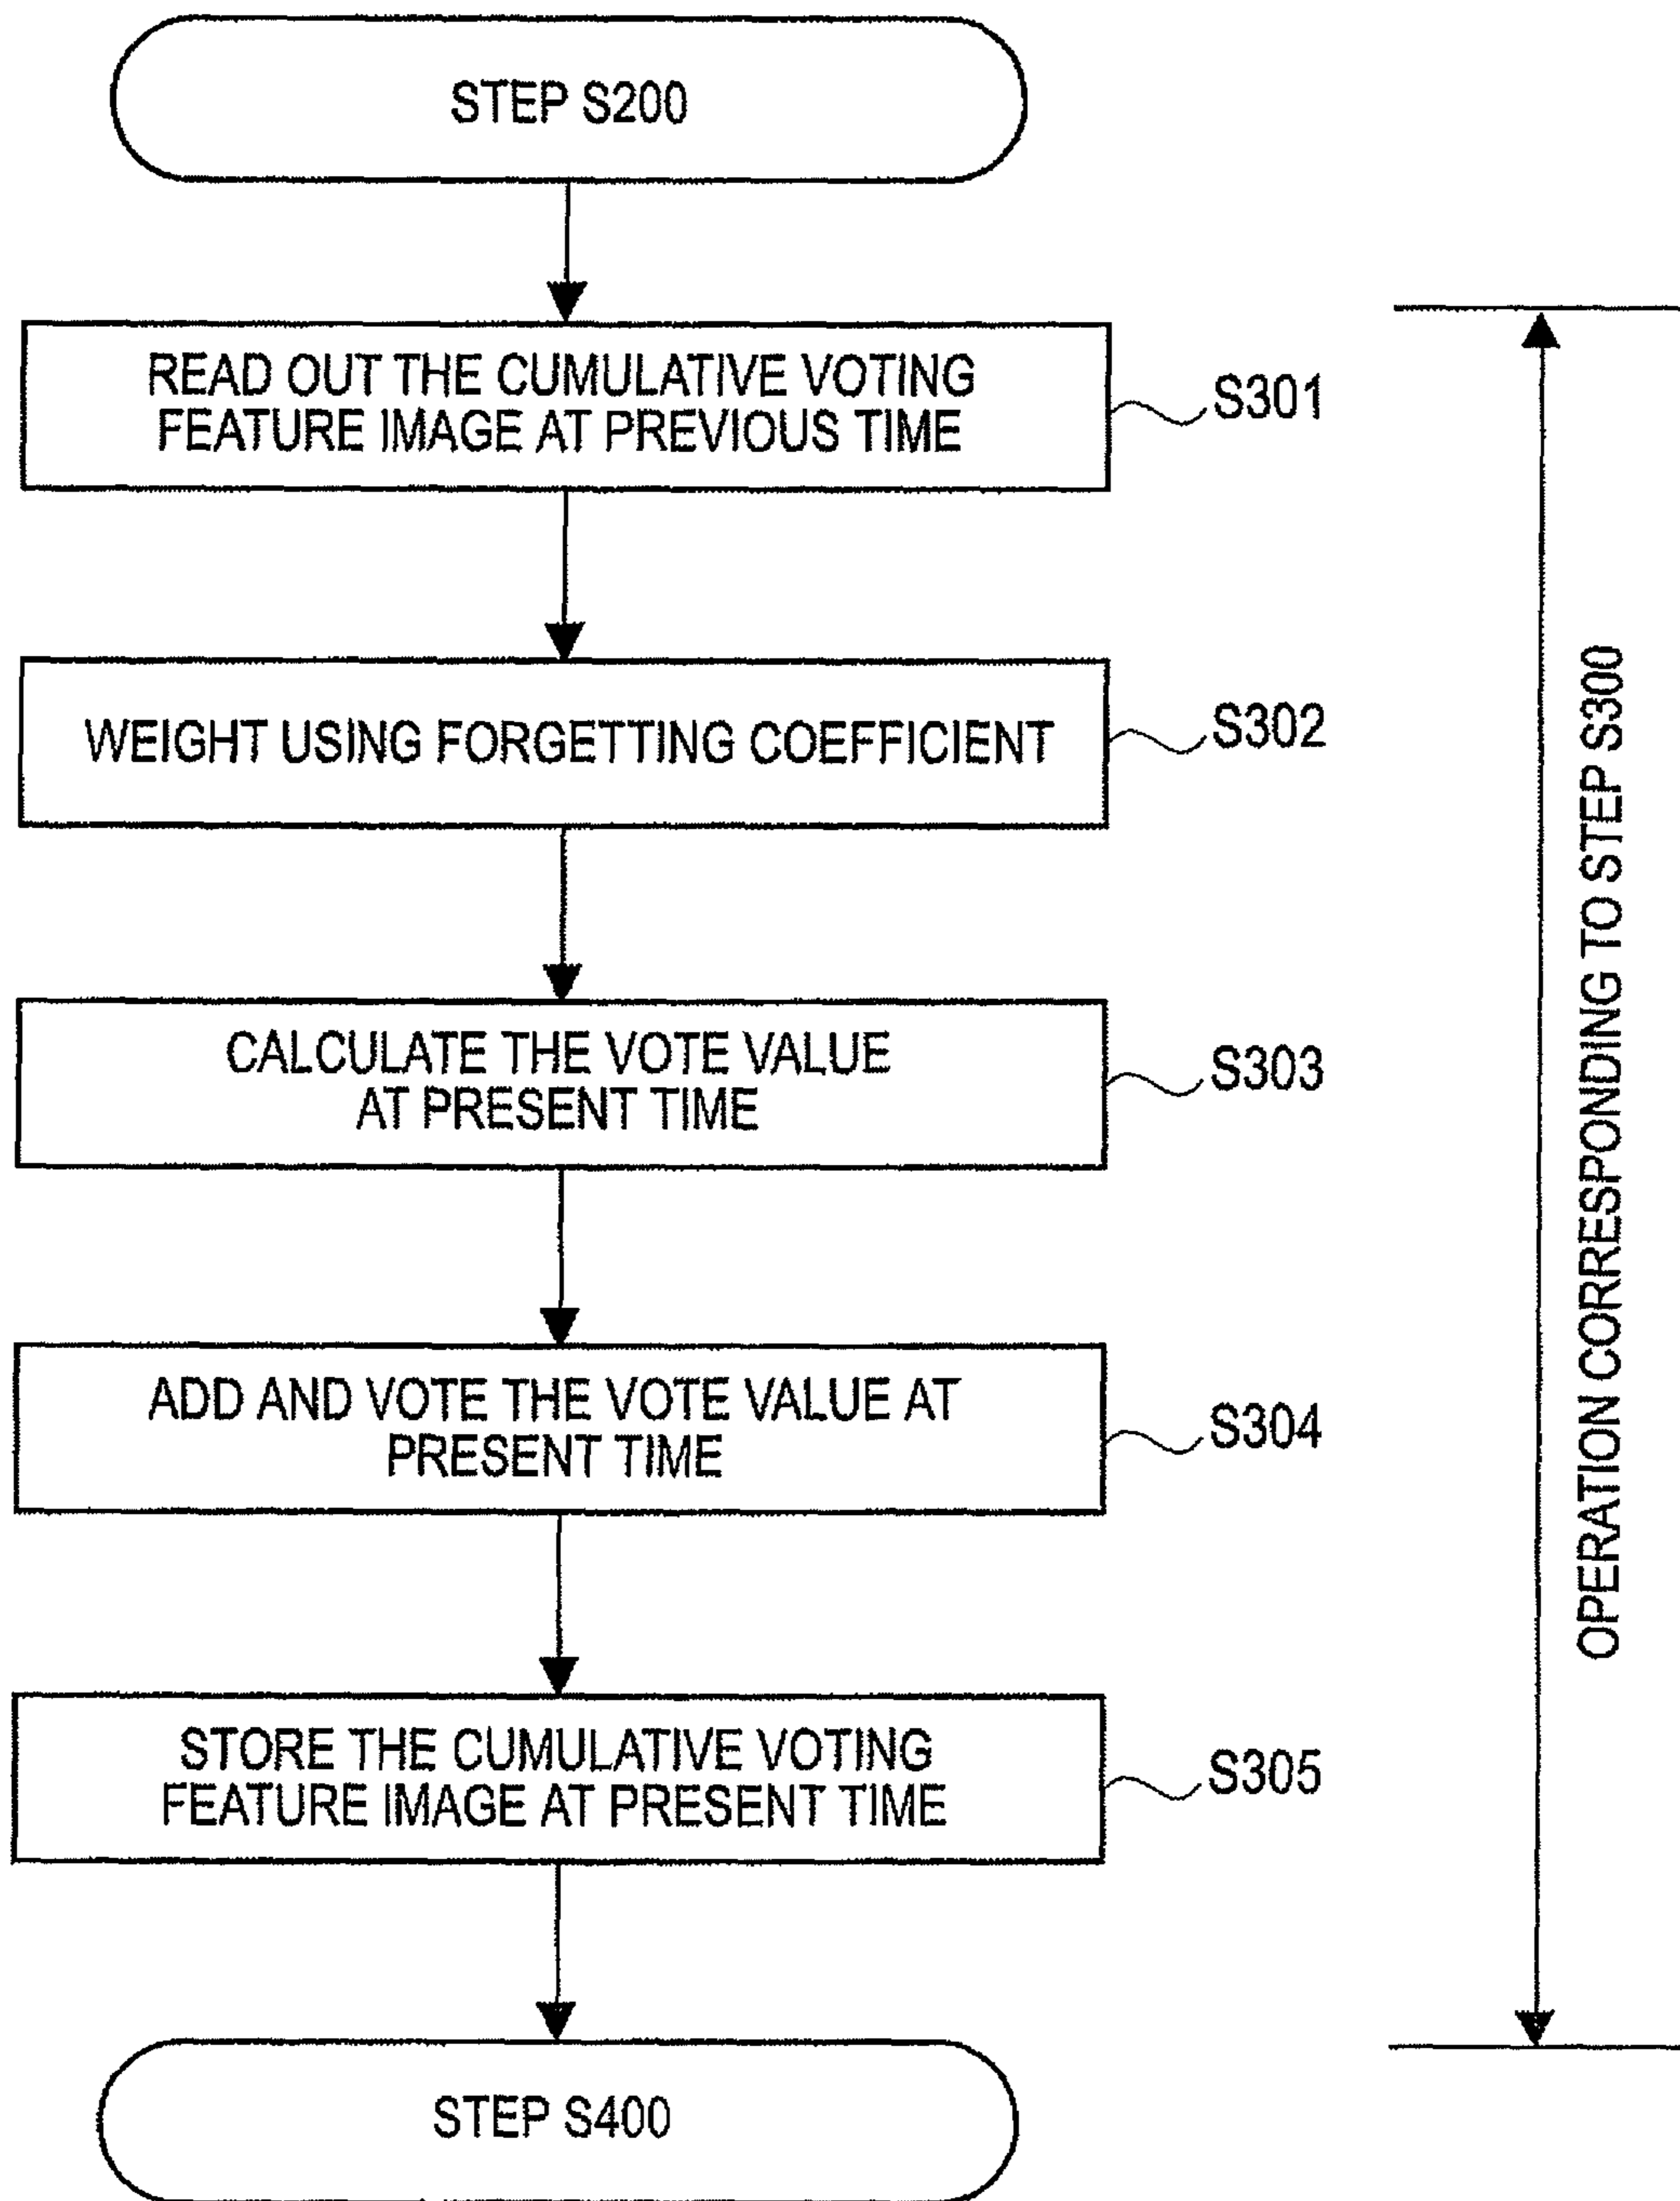 STEP S200
READ OUT THE CUMULATIVE VOTING
FEATURE IMAGE AT PREVIOUS TIME
S301
WEIGHT USING FORGETTING COEFFICIENT
S302
CALCULATE THE VOTE VALUE
AT PRESENT TIME
S303
ADD AND VOTE THE VOTE VALUE AT
PRESENT TIME
S304
STORE THE CUMULATIVE VOTING
FEATURE IMAGE AT PRESENT TIME
S305
STEP S400
OPERATION CORRESPONDING TO STEP S300